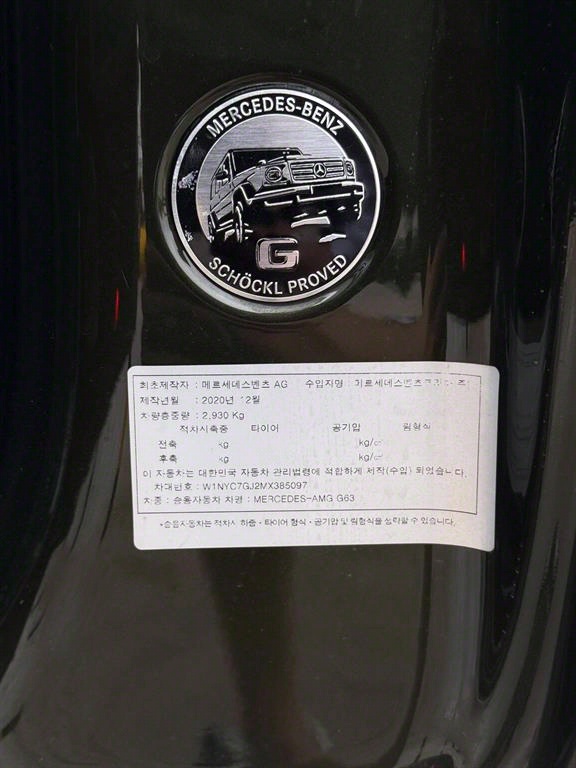 MERCEDES-BENZ
G
SCHÖCKL PROVED
최초제작자 : 메르세데스벤츠 AG 수입자명 :
제작년월 : 2020년 12월
차량총중량 : 2,930 Kg
적차시축중 타이어 공기압 림형식
전축 kg kg/㎠
후축 kg kg/㎠
이 자동차는 대한민국 자동차 관리법령에 적합하게 제작(수입) 되었습니다.
차대번호 : W1NYC7GJ2MX385097
차종 : 승용자동차 차명 : MERCEDES-AMG G63
*승용자동차는 적차시 하중 - 타이어 형식 - 공기압 및 림형식을 생략할 수 있습니다.